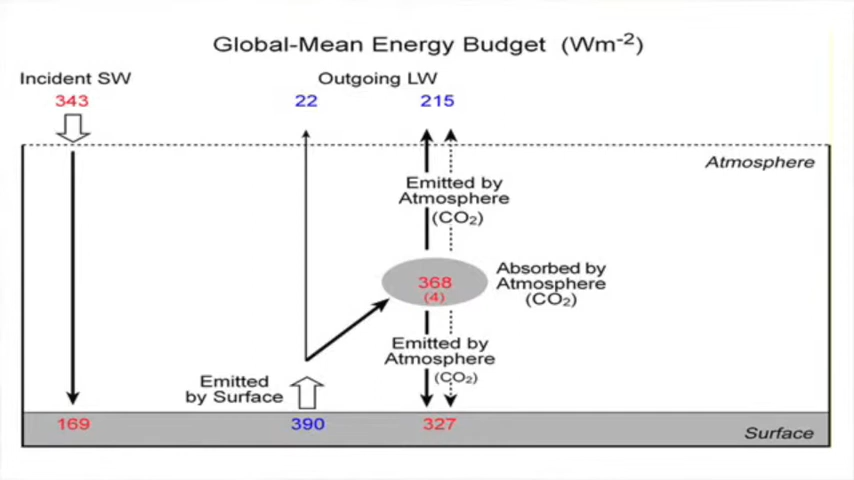 Global-Mean Energy Budget (Wm⁻²)
Incident SW
343
Outgoing LW
22
215
Atmosphere
Emitted by
Atmosphere
(CO₂)
368
(4)
Absorbed by
Atmosphere
(CO₂)
Emitted by
Atmosphere
(CO₂)
Emitted
by Surface
169
390
327
Surface